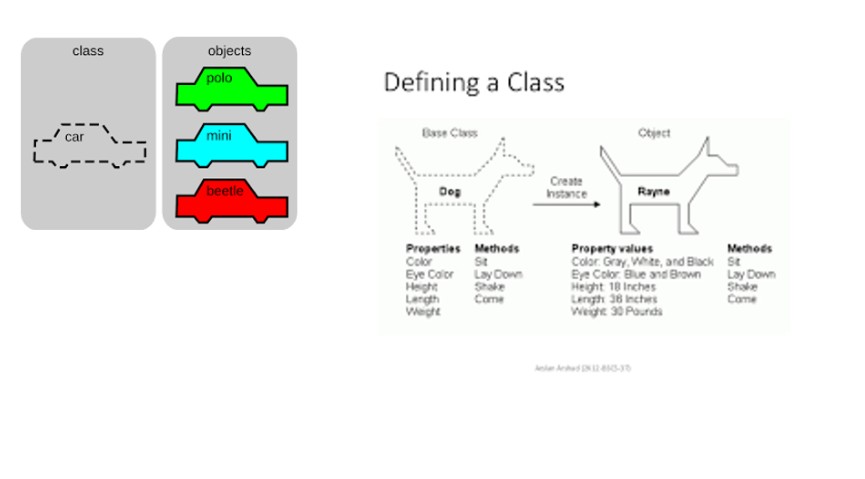 class
objects
polo
car
mini
beetle
Defining a Class
Base Class
Object
Dog
Create
Instance
Rayne
Properties Methods
Color Sit
Eye Color Lay Down
Height Shake
Length Come
Weight
Property values Methods
Color: Gray, White, and Black Sit
Eye Color: Blue and Brown Lay Down
Height: 18 Inches Shake
Length: 36 Inches Come
Weight: 30 Pounds